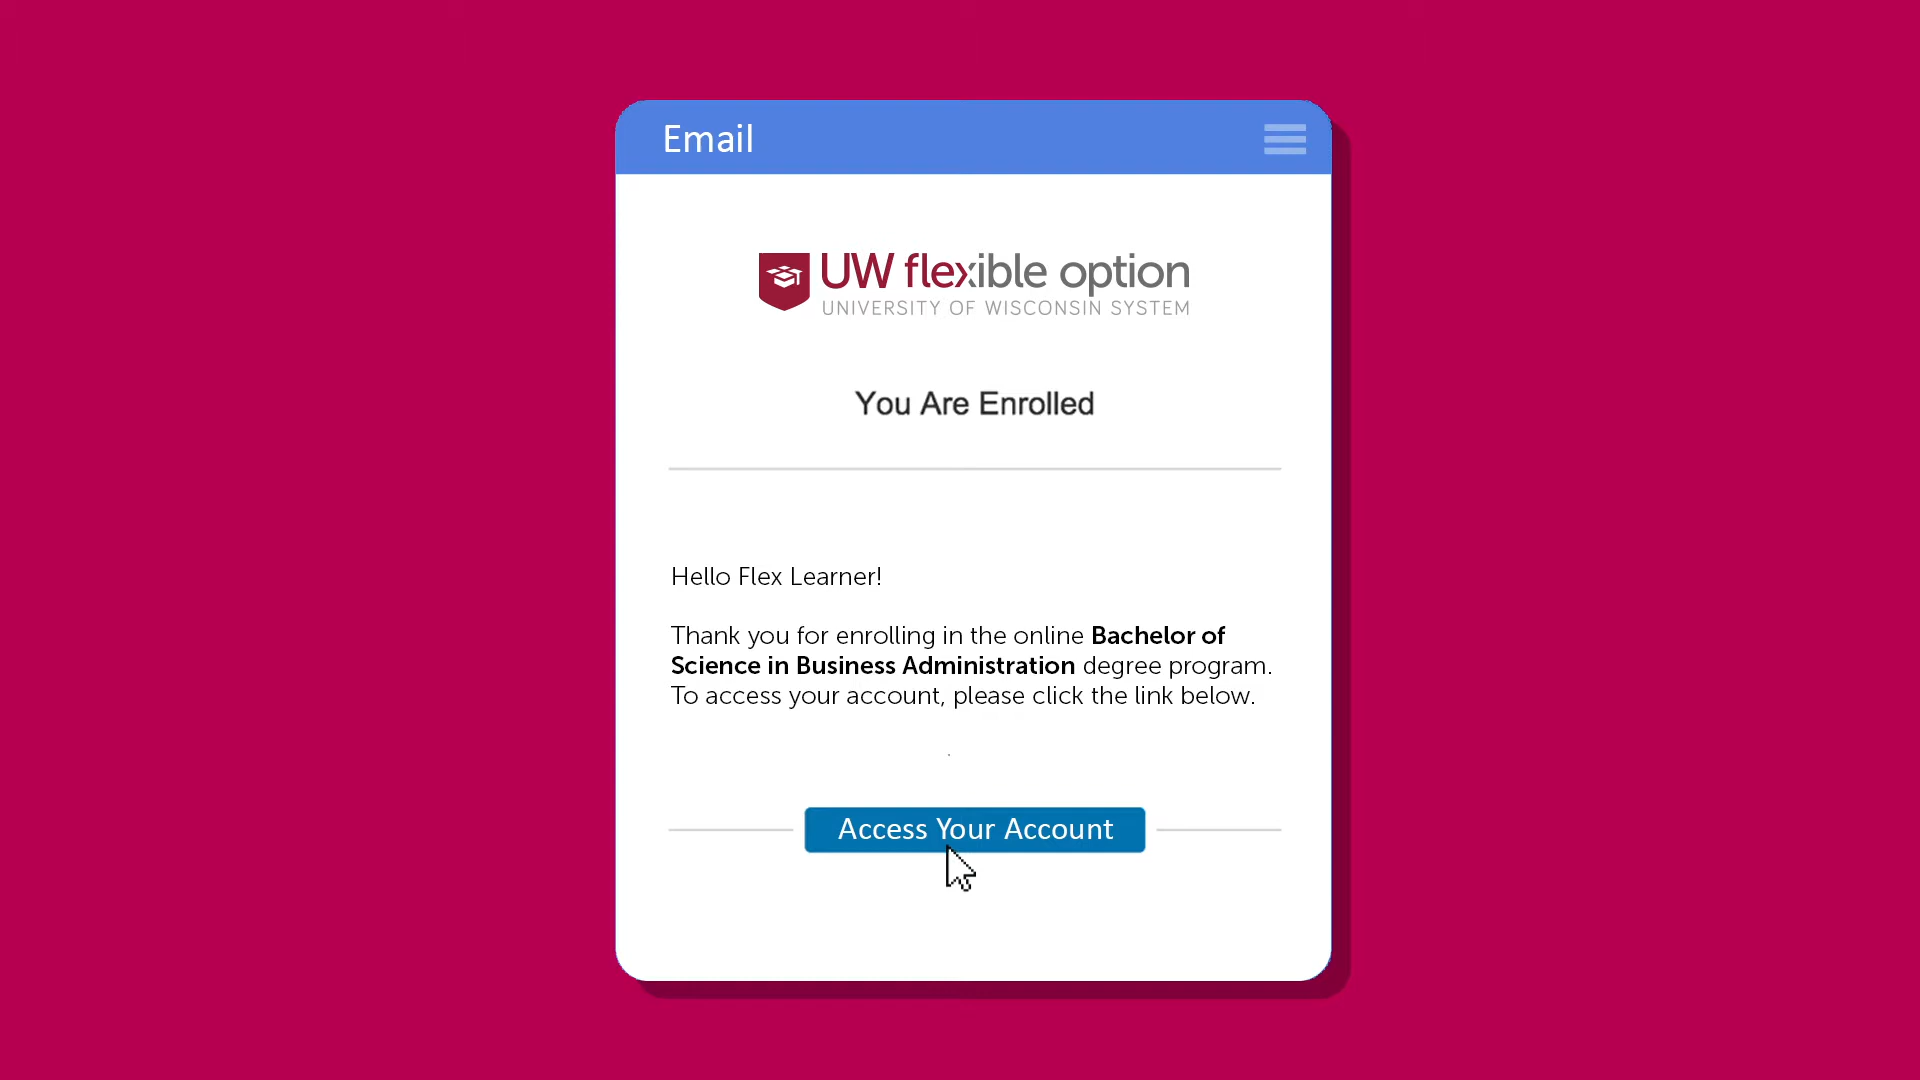 Email
UW flexible option
UNIVERSITY OF WISCONSIN SYSTEM
You Are Enrolled
Hello Flex Learner!
Thank you for enrolling in the online Bachelor of
Science in Business Administration degree program.
To access your account, please click the link below.
Access Your Account